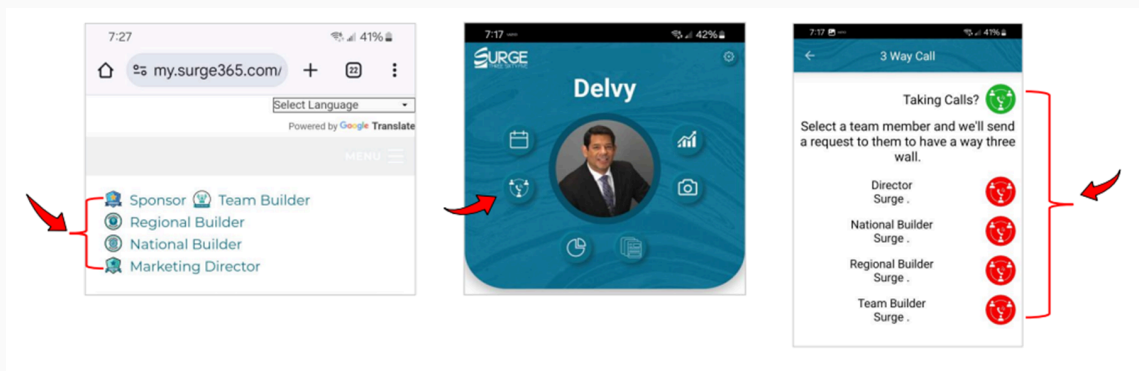 7:27
41%
my.surge365.com/
22
Select Language
Powered by Google Translate
MENU
Sponsor Team Builder
Regional Builder
National Builder
Marketing Director
7:17
42%
SURGE
Delvy
7:17
41%
3 Way Call
Taking Calls?
Select a team member and we'll send
a request to them to have a way three
wall.
Director
Surge .
National Builder
Surge .
Regional Builder
Surge .
Team Builder
Surge .